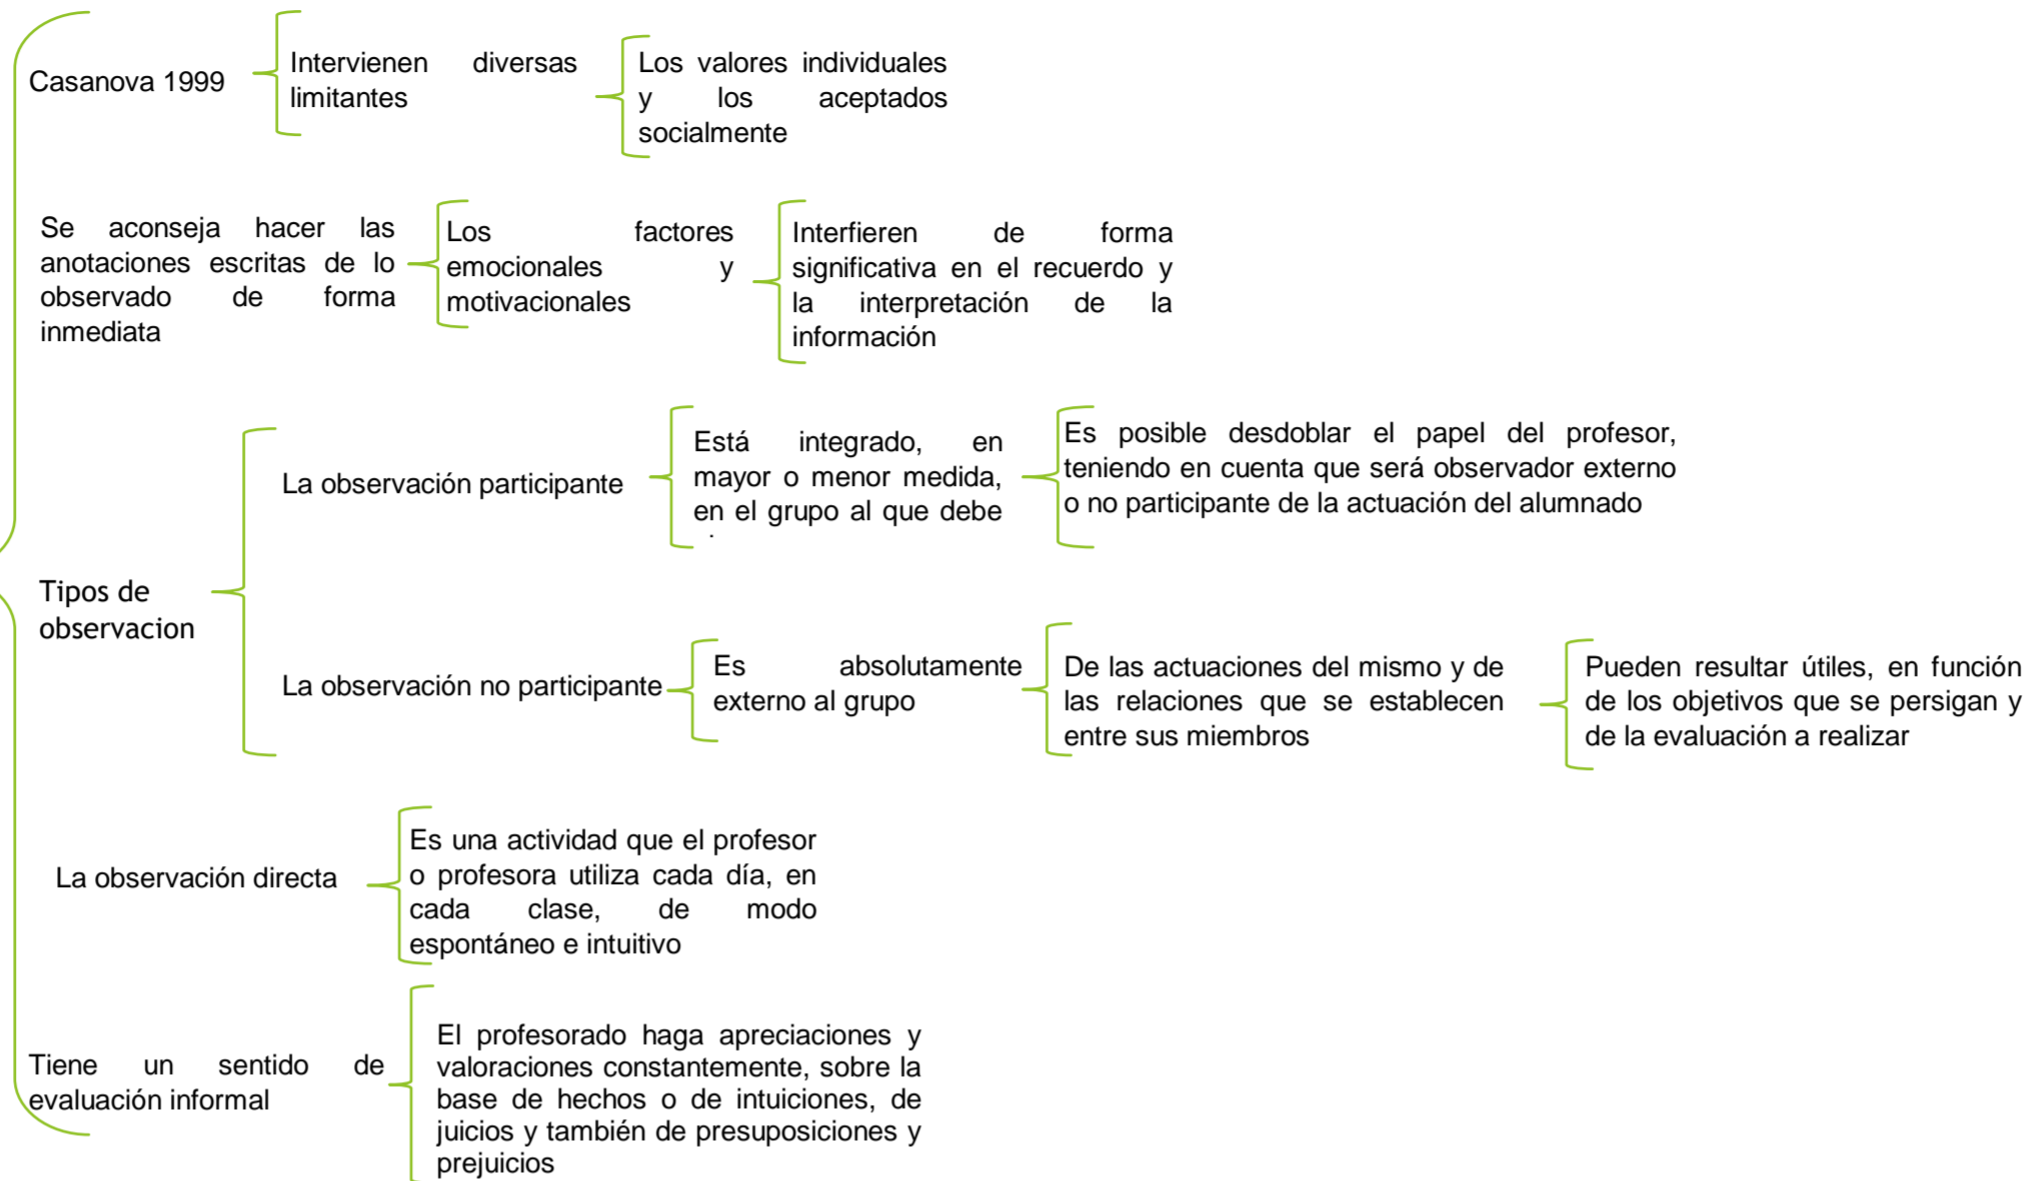 Casanova 1999
Intervienen diversas
limitantes
Los valores individuales
y los aceptados
socialmente
Se aconseja hacer las
anotaciones escritas de lo
observado de forma
inmediata
Los factores
emocionales y
motivacionales
Interfieren de forma
significativa en el recuerdo y
la interpretación de la
información
Tipos de
observacion
La observación participante
Está integrado, en
mayor o menor medida,
en el grupo al que debe
Es posible desdoblar el papel del profesor,
teniendo en cuenta que será observador externo
o no participante de la actuación del alumnado
La observación no participante
Es absolutamente
externo al grupo
De las actuaciones del mismo y de
las relaciones que se establecen
entre sus miembros
Pueden resultar útiles, en función
de los objetivos que se persigan y
de la evaluación a realizar
La observación directa
Es una actividad que el profesor
o profesora utiliza cada día, en
cada clase, de modo
espontáneo e intuitivo
Tiene un sentido de
evaluación informal
El profesorado haga apreciaciones y
valoraciones constantemente, sobre la
base de hechos o de intuiciones, de
juicios y también de presuposiciones y
prejuicios